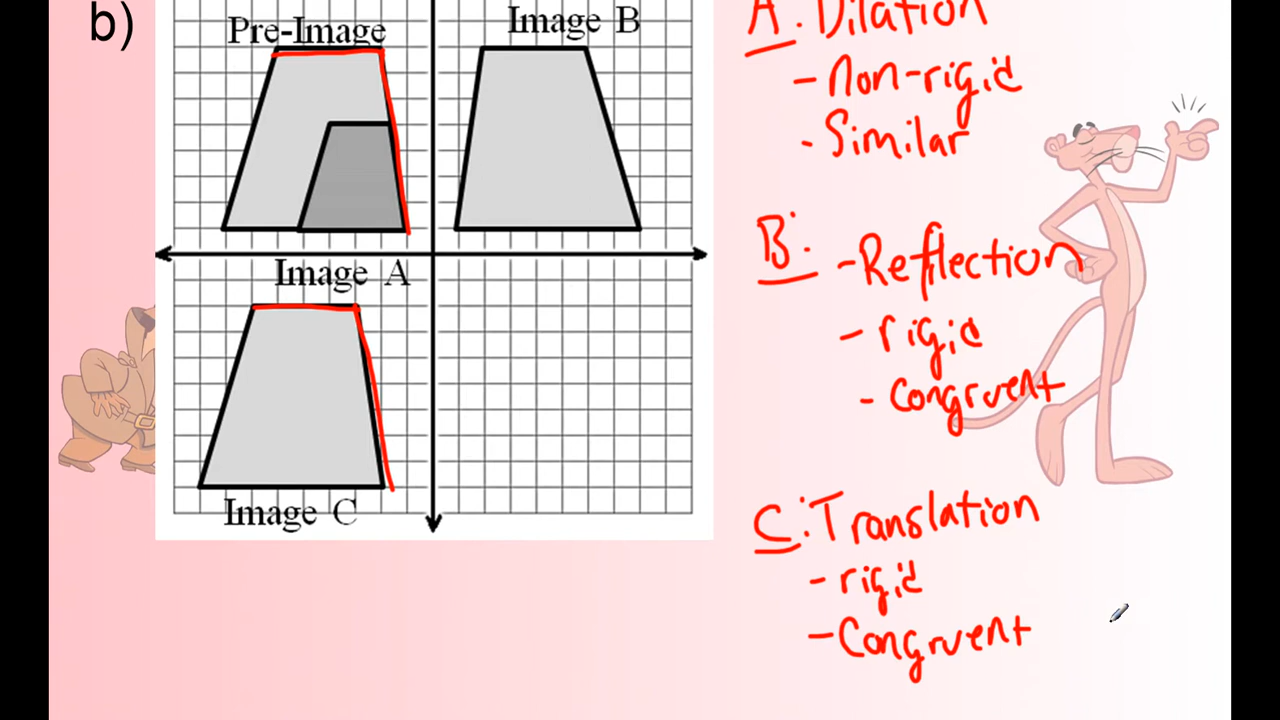 b)
Pre-Image
Image B
Image A
Image C
A. Dilation
- Non-rigid
- Similar
B. - Reflection
- rigid
- Congruent
C: Translation
- rigid
- Congruent